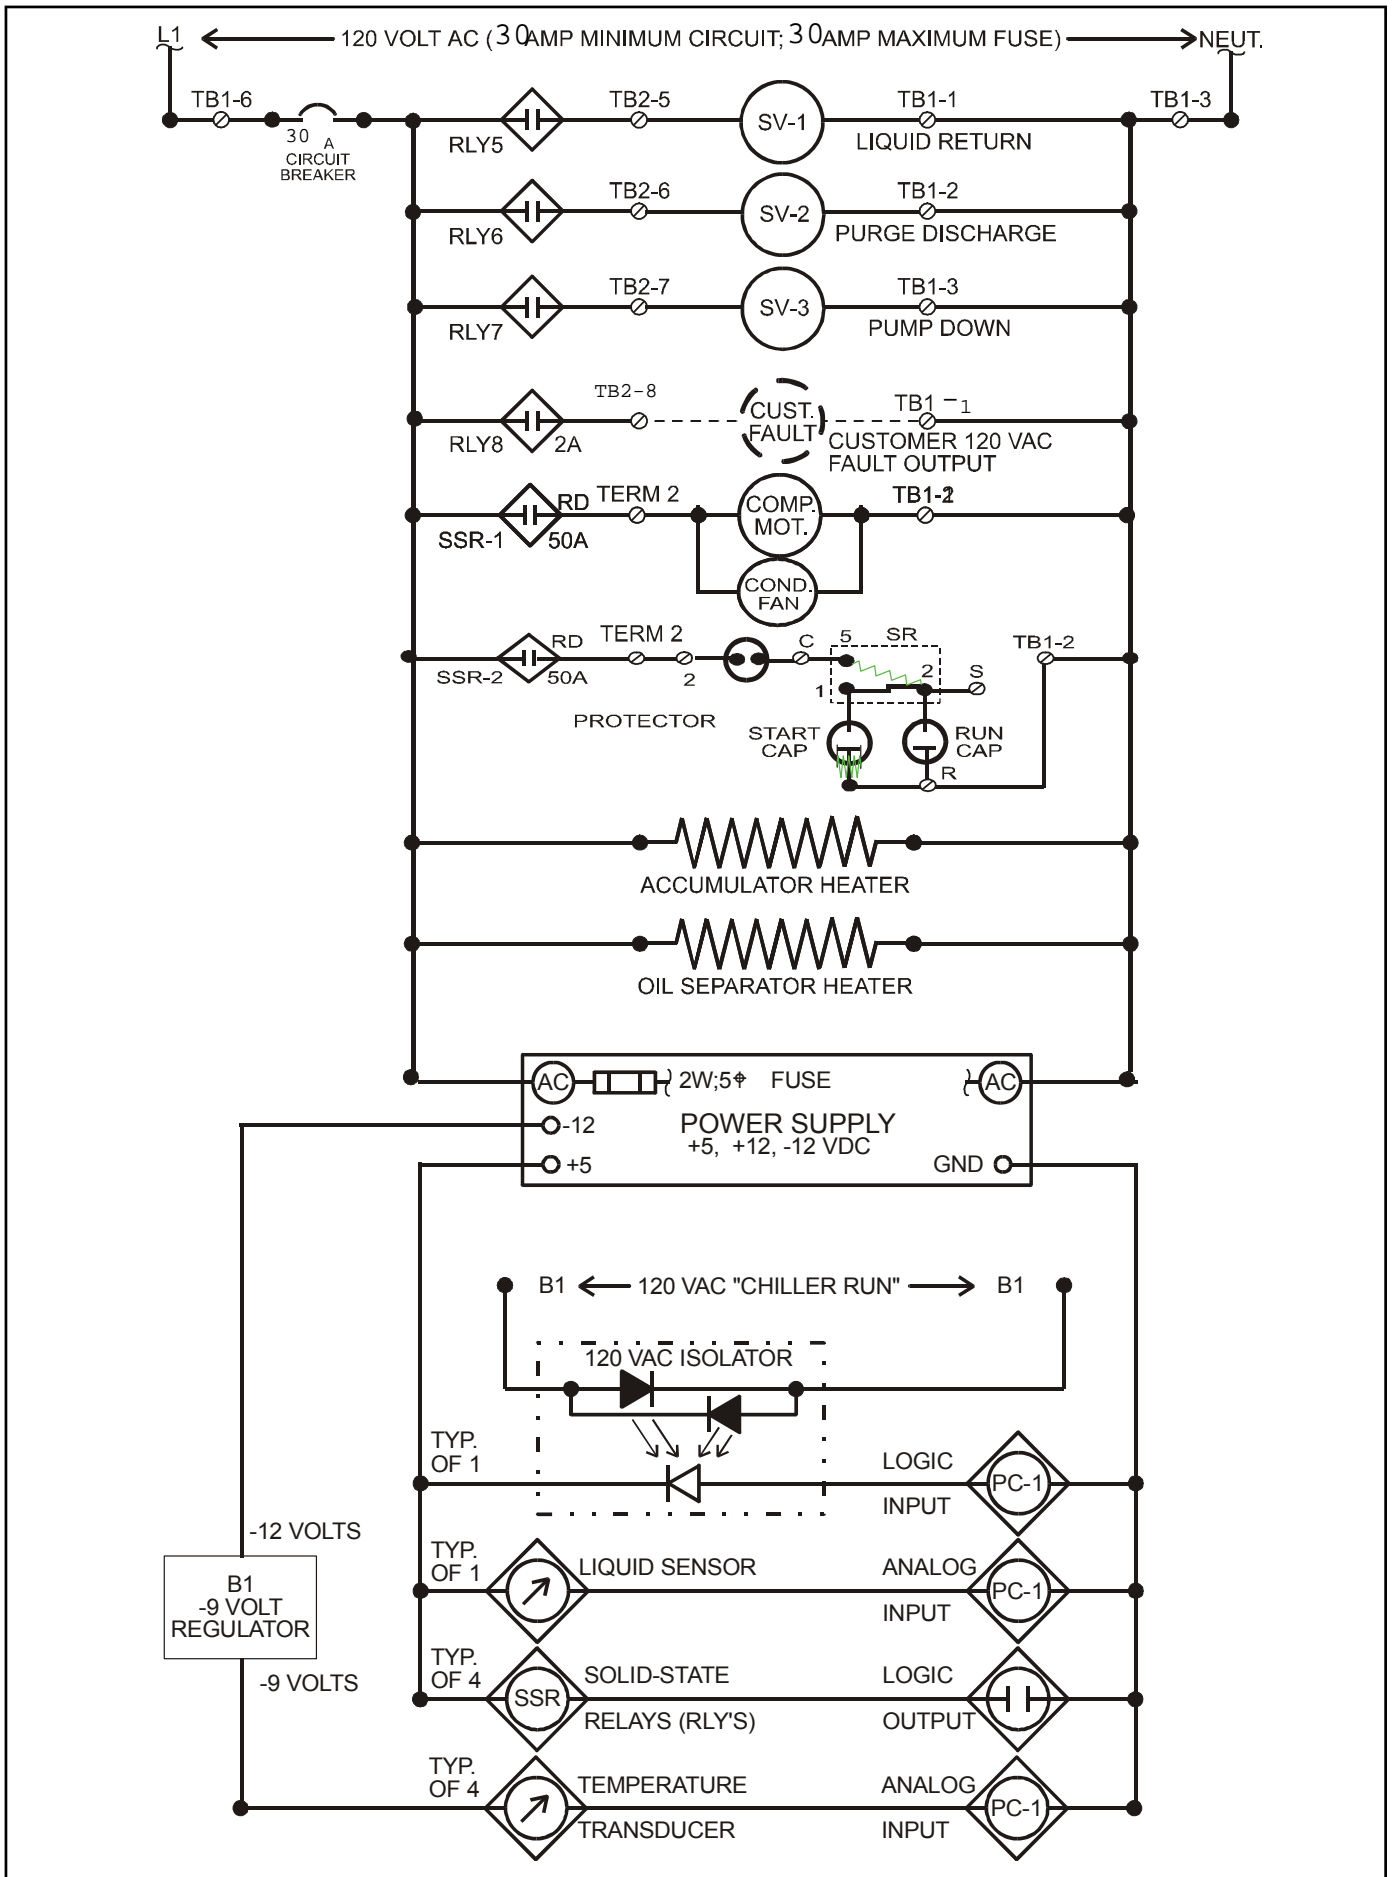 L1 120 VOLT AC (30AMP MINIMUM CIRCUIT; 30AMP MAXIMUM FUSE) NEUT.
TB1-6 TB2-5 TB1-1 TB1-3
SV-1
30 A
CIRCUIT
BREAKER
RLY5 LIQUID RETURN
TB2-6 TB1-2
SV-2
RLY6 PURGE DISCHARGE
TB2-7 TB1-3
SV-3
RLY7 PUMP DOWN
TB2-8 TB1-1
CUST.
FAULT
RLY8 2A CUSTOMER 120 VAC
FAULT OUTPUT
RD TERM 2
COMP.
MOT.
SSR-1 50A
COND.
FAN
RD TERM 2 C 5 SR TB1-2
SSR-2 50A 2 1 2 S
PROTECTOR
START
CAP
RUN
CAP
R
ACCUMULATOR HEATER
OIL SEPARATOR HEATER
AC 2W;5⌖ FUSE AC
-12 POWER SUPPLY
+5, +12, -12 VDC
+5 GND
B1 120 VAC "CHILLER RUN" B1
120 VAC ISOLATOR
TYP.
OF 1
LOGIC
INPUT
PC-1
-12 VOLTS
B1
-9 VOLT
REGULATOR
-9 VOLTS
TYP.
OF 1
LIQUID SENSOR
ANALOG
INPUT
PC-1
TYP.
OF 4
SSR
SOLID-STATE
RELAYS (RLY'S)
LOGIC
OUTPUT
TYP.
OF 4
TEMPERATURE
TRANSDUCER
ANALOG
INPUT
PC-1